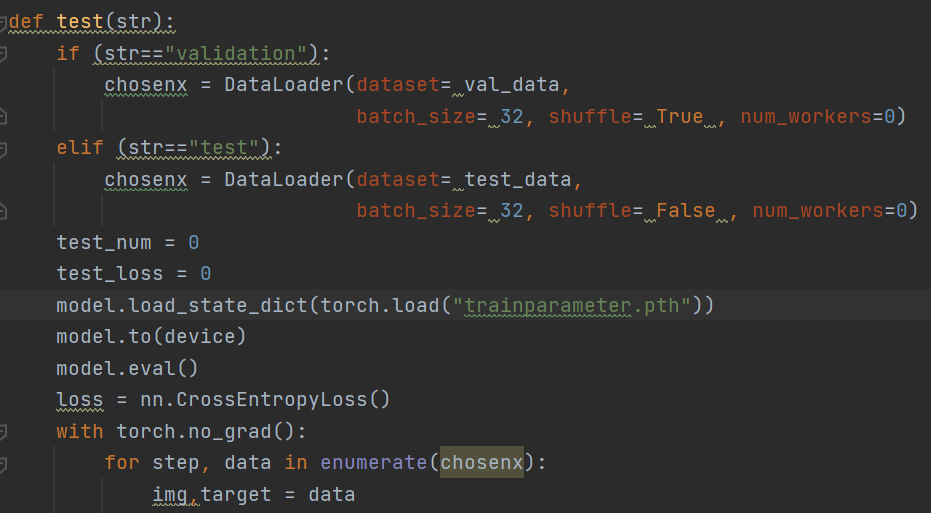 def test(str):
    if (str=="validation"):
        chosenx = DataLoader(dataset= val_data,
                             batch_size= 32, shuffle= True , num_workers=0)
    elif (str=="test"):
        chosenx = DataLoader(dataset= test_data,
                             batch_size= 32, shuffle= False , num_workers=0)
    test_num = 0
    test_loss = 0
    model.load_state_dict(torch.load("trainparameter.pth"))
    model.to(device)
    model.eval()
    loss = nn.CrossEntropyLoss()
    with torch.no_grad():
        for step, data in enumerate(chosenx):
            img,target = data